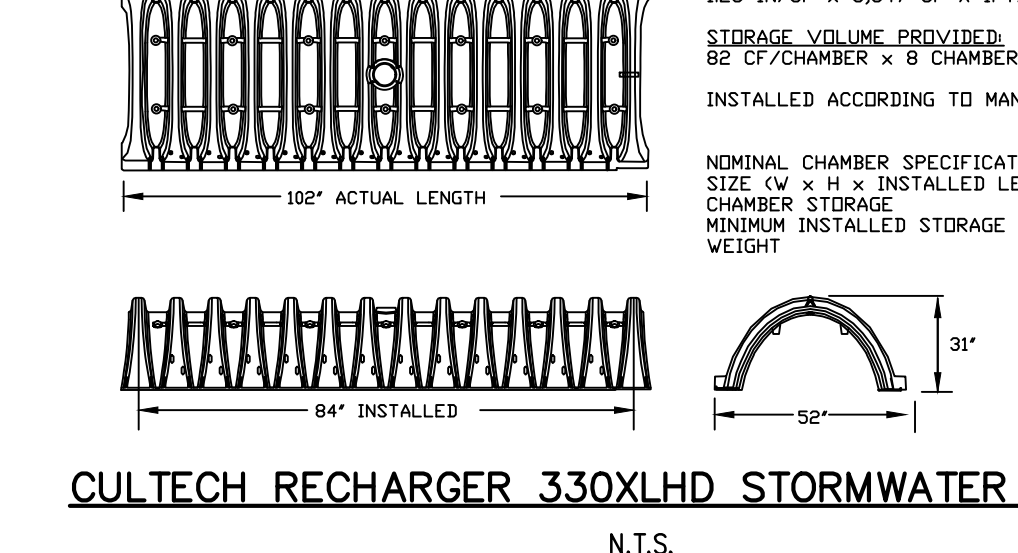 STORAGE VOLUME PROVIDED:
82 CF/CHAMBER x 8 CHAMBER
INSTALLED ACCORDING TO MAN
NOMINAL CHAMBER SPECIFICAT
SIZE (W x H x INSTALLED LE
CHAMBER STORAGE
MINIMUM INSTALLED STORAGE
WEIGHT
102" ACTUAL LENGTH
31"
84" INSTALLED
52"
CULTECH RECHARGER 330XLHD STORMWATER
N.T.S.